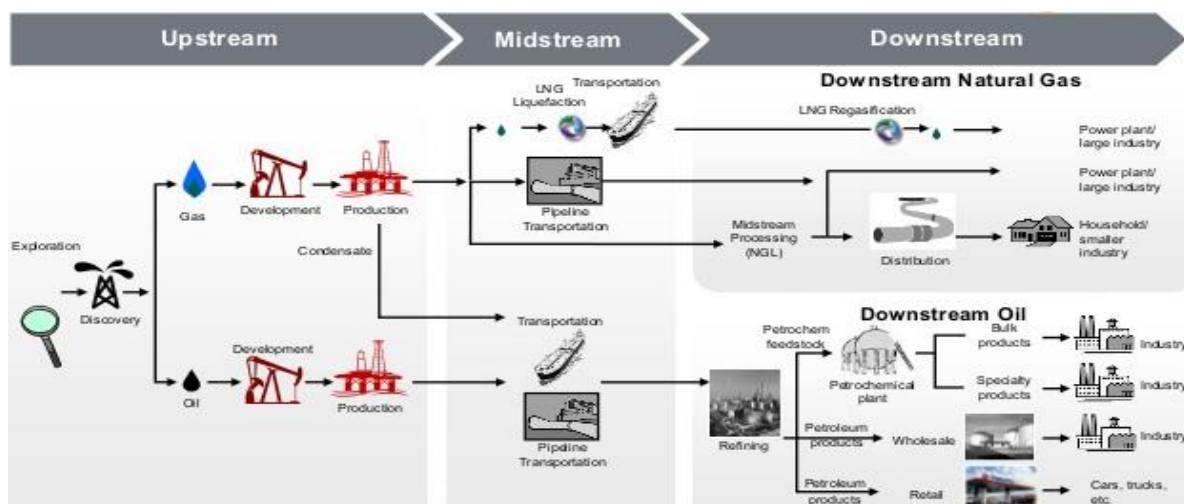 Upstream
Midstream
Downstream
Downstream Natural Gas
LNG
Liquefaction
Transportation
LNG Regasification
Power plant/
large industry
Power plant/
large industry
Gas
Development
Production
Pipeline
Transportation
Midstream
Processing
(NGL)
Distribution
Household/
smaller
industry
Exploration
Discovery
Condensate
Downstream Oil
Transportation
Petrochem
feedstock
Petrochemical
plant
Bulk
products
Industry
Specialty
products
Industry
Development
Oil
Production
Pipeline
Transportation
Refining
Petroleum
products
Wholesale
Industry
Petroleum
products
Retail
Cars, trucks,
etc.